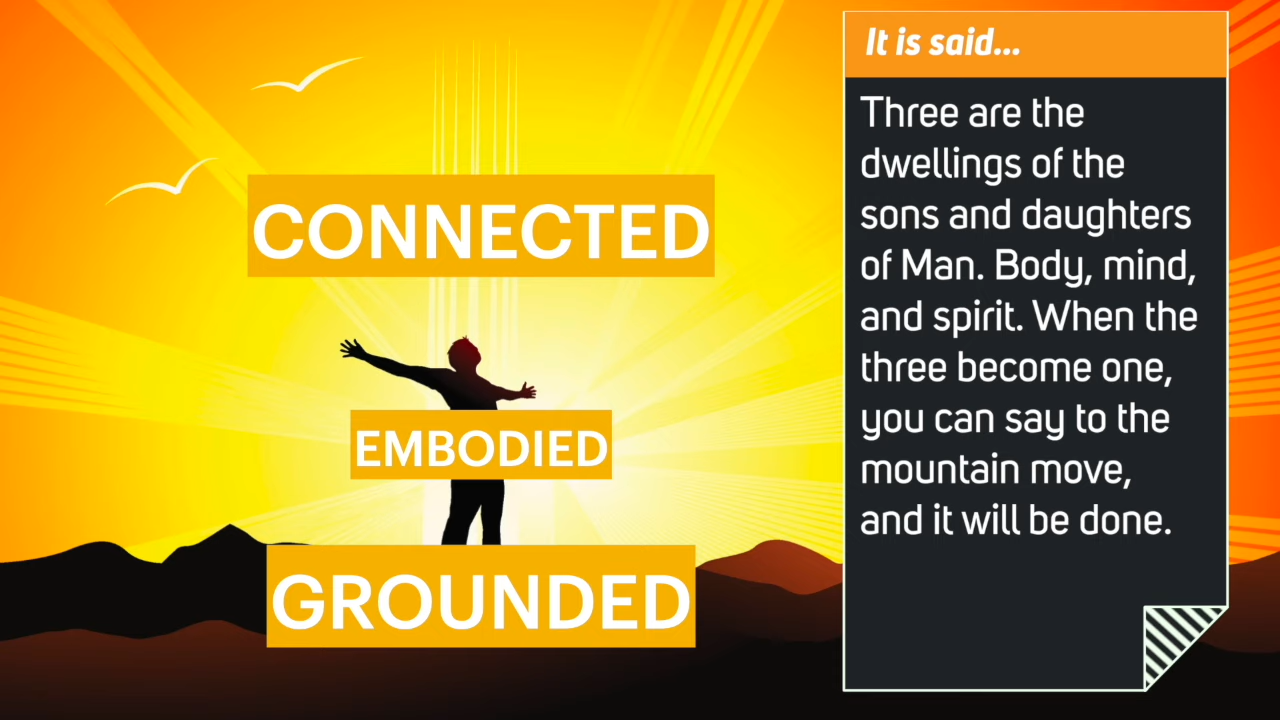 CONNECTED
EMBODIED
GROUNDED
It is said...
Three are the
dwellings of the
sons and daughters
of Man. Body, mind,
and spirit. When the
three become one,
you can say to the
mountain move,
and it will be done.